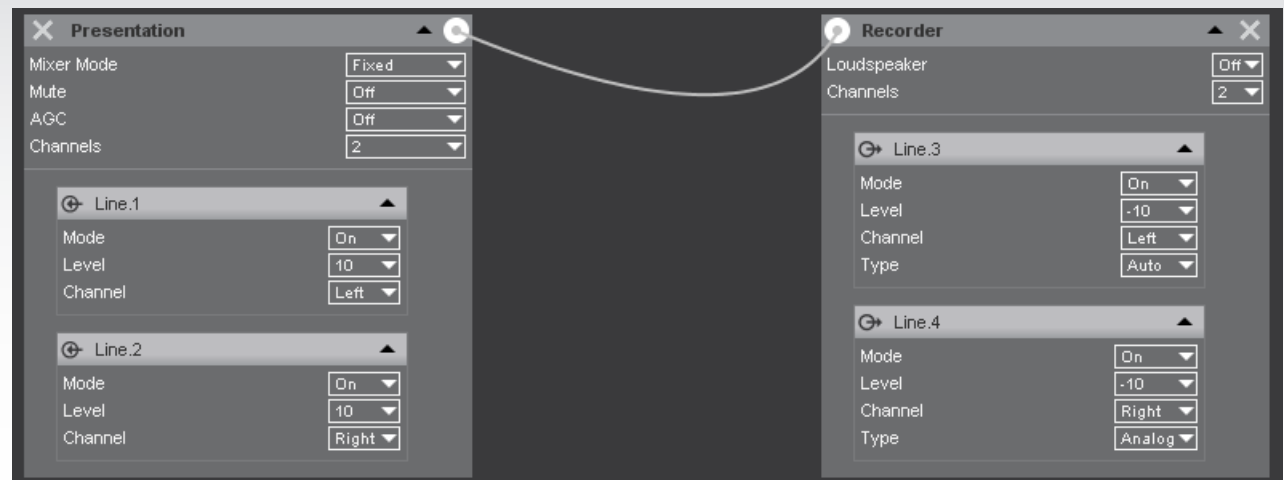 Presentation
Mixer Mode Fixed
Mute Off
AGC Off
Channels 2
Line.1
Mode On
Level 10
Channel Left
Line.2
Mode On
Level 10
Channel Right
Recorder
Loudspeaker Off
Channels 2
Line.3
Mode On
Level -10
Channel Left
Type Auto
Line.4
Mode On
Level -10
Channel Right
Type Analog